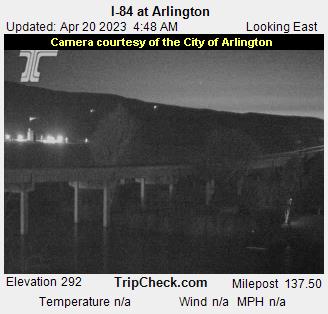 I-84 at Arlington
Updated: Apr 20 2023 4:48 AM Looking East
Camera courtesy of the City of Arlington
Elevation 292 TripCheck.com Milepost 137.50
Temperature n/a Wind n/a MPH n/a